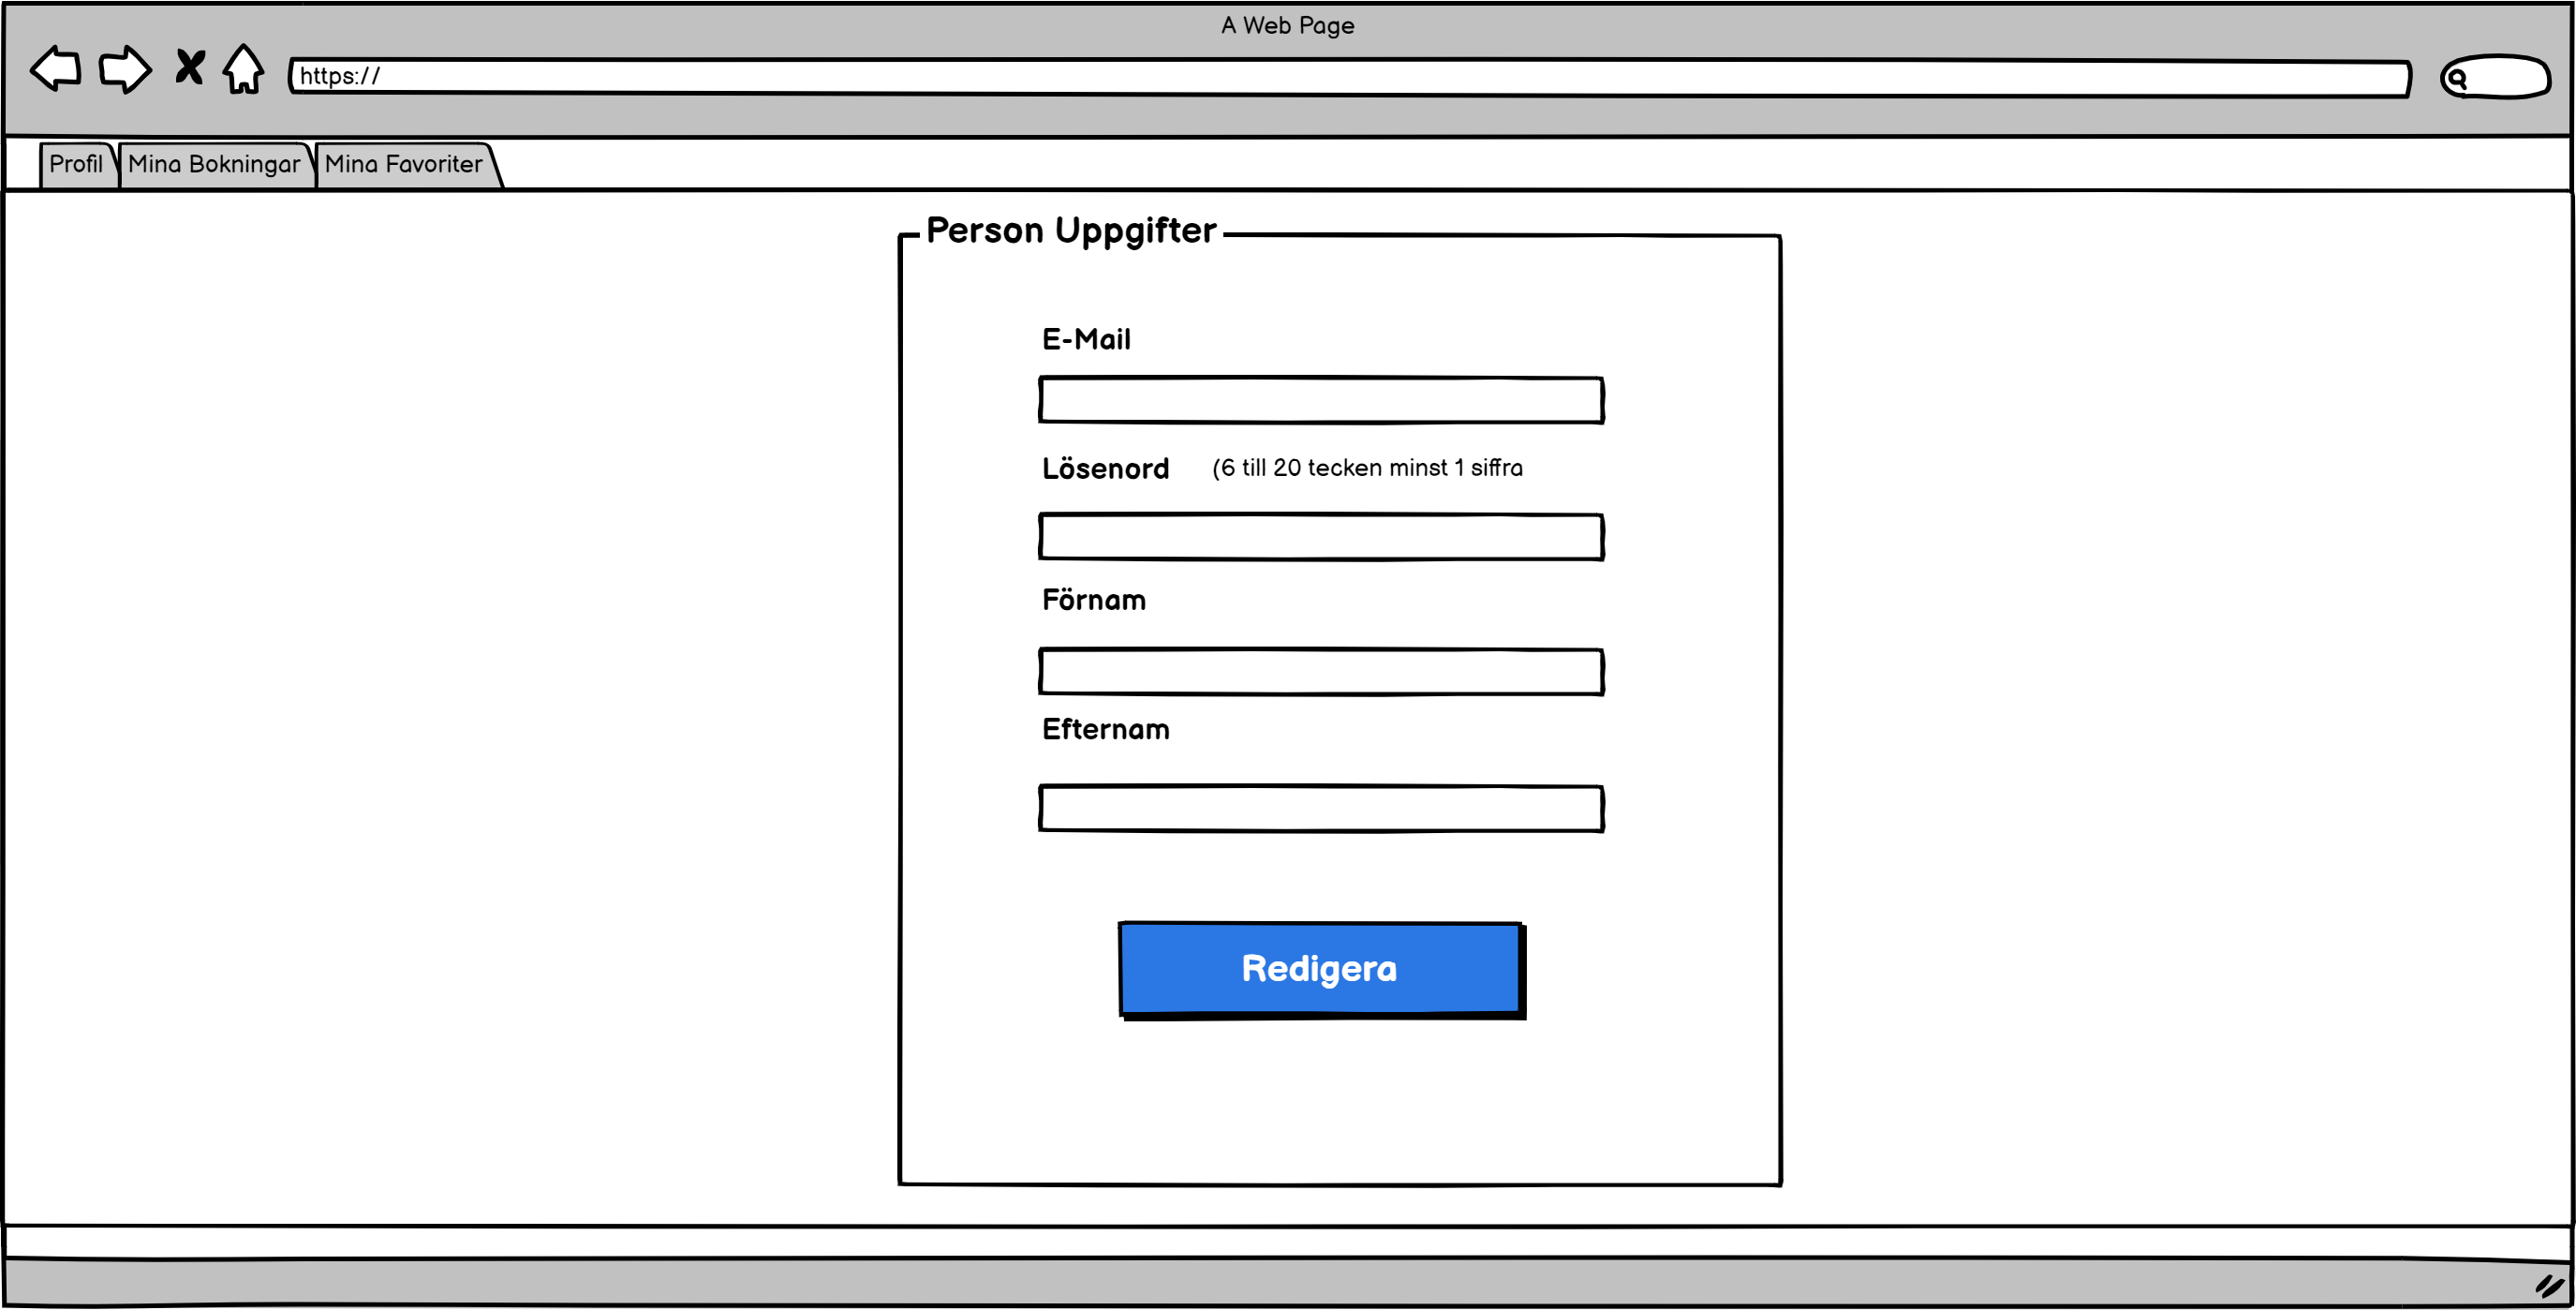 A Web Page
https://
Profil Mina Bokningar Mina Favoriter
Person Uppgifter
E-Mail
Lösenord (6 till 20 tecken minst 1 siffra
Förnam
Efternam
Redigera